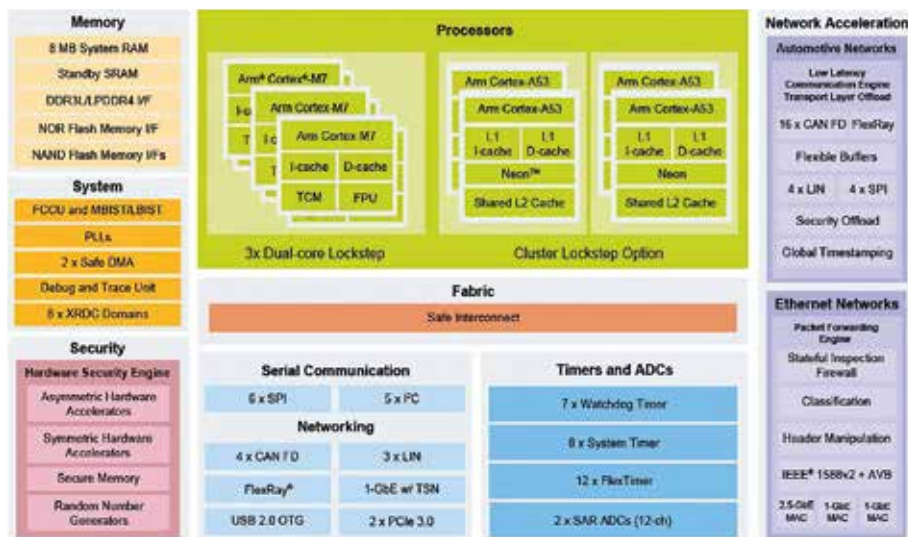 Memory
8 MB System RAM
Standby SRAM
DDR3L/LPDDR4 I/F
NOR Flash Memory I/F
NAND Flash Memory I/Fs
System
FCCU and MBIST/LBIST
PLLs
2 x Safe DMA
Debug and Trace Unit
8 x XRDC Domains
Security
Hardware Security Engine
Asymmetric Hardware
Accelerators
Symmetric Hardware
Accelerators
Secure Memory
Random Number
Generators
Processors
Arm® Cortex®-M7
Arm Cortex-M7
Arm Cortex M7
I-cache D-cache
TCM FPU
3x Dual-core Lockstep
Arm Cortex-A53
Arm Cortex-A53
L1 L1
I-cache D-cache
Neon™
Shared L2 Cache
Arm Cortex-A53
Arm Cortex-A53
L1 L1
I-cache D-cache
Neon
Shared L2 Cache
Cluster Lockstep Option
Fabric
Safe Interconnect
Serial Communication
6 x SPI 5 x I²C
Networking
4 x CAN FD 3 x LIN
FlexRay® 1-GbE w/ TSN
USB 2.0 OTG 2 x PCIe 3.0
Timers and ADCs
7 x Watchdog Timer
8 x System Timer
12 x FlexTimer
2 x SAR ADCs (12-ch)
Network Acceleration
Automotive Networks
Low Latency
Communication Engine
Transport Layer Offload
16 x CAN FD FlexRay
Flexible Buffers
4 x LIN 4 x SPI
Security Offload
Global Timestamping
Ethernet Networks
Packet Forwarding
Engine
Stateful Inspection
Firewall
Classification
Header Manipulation
IEEE® 1588v2 + AVB
2.5-GbE 1-GbE 1-GbE
MAC MAC MAC